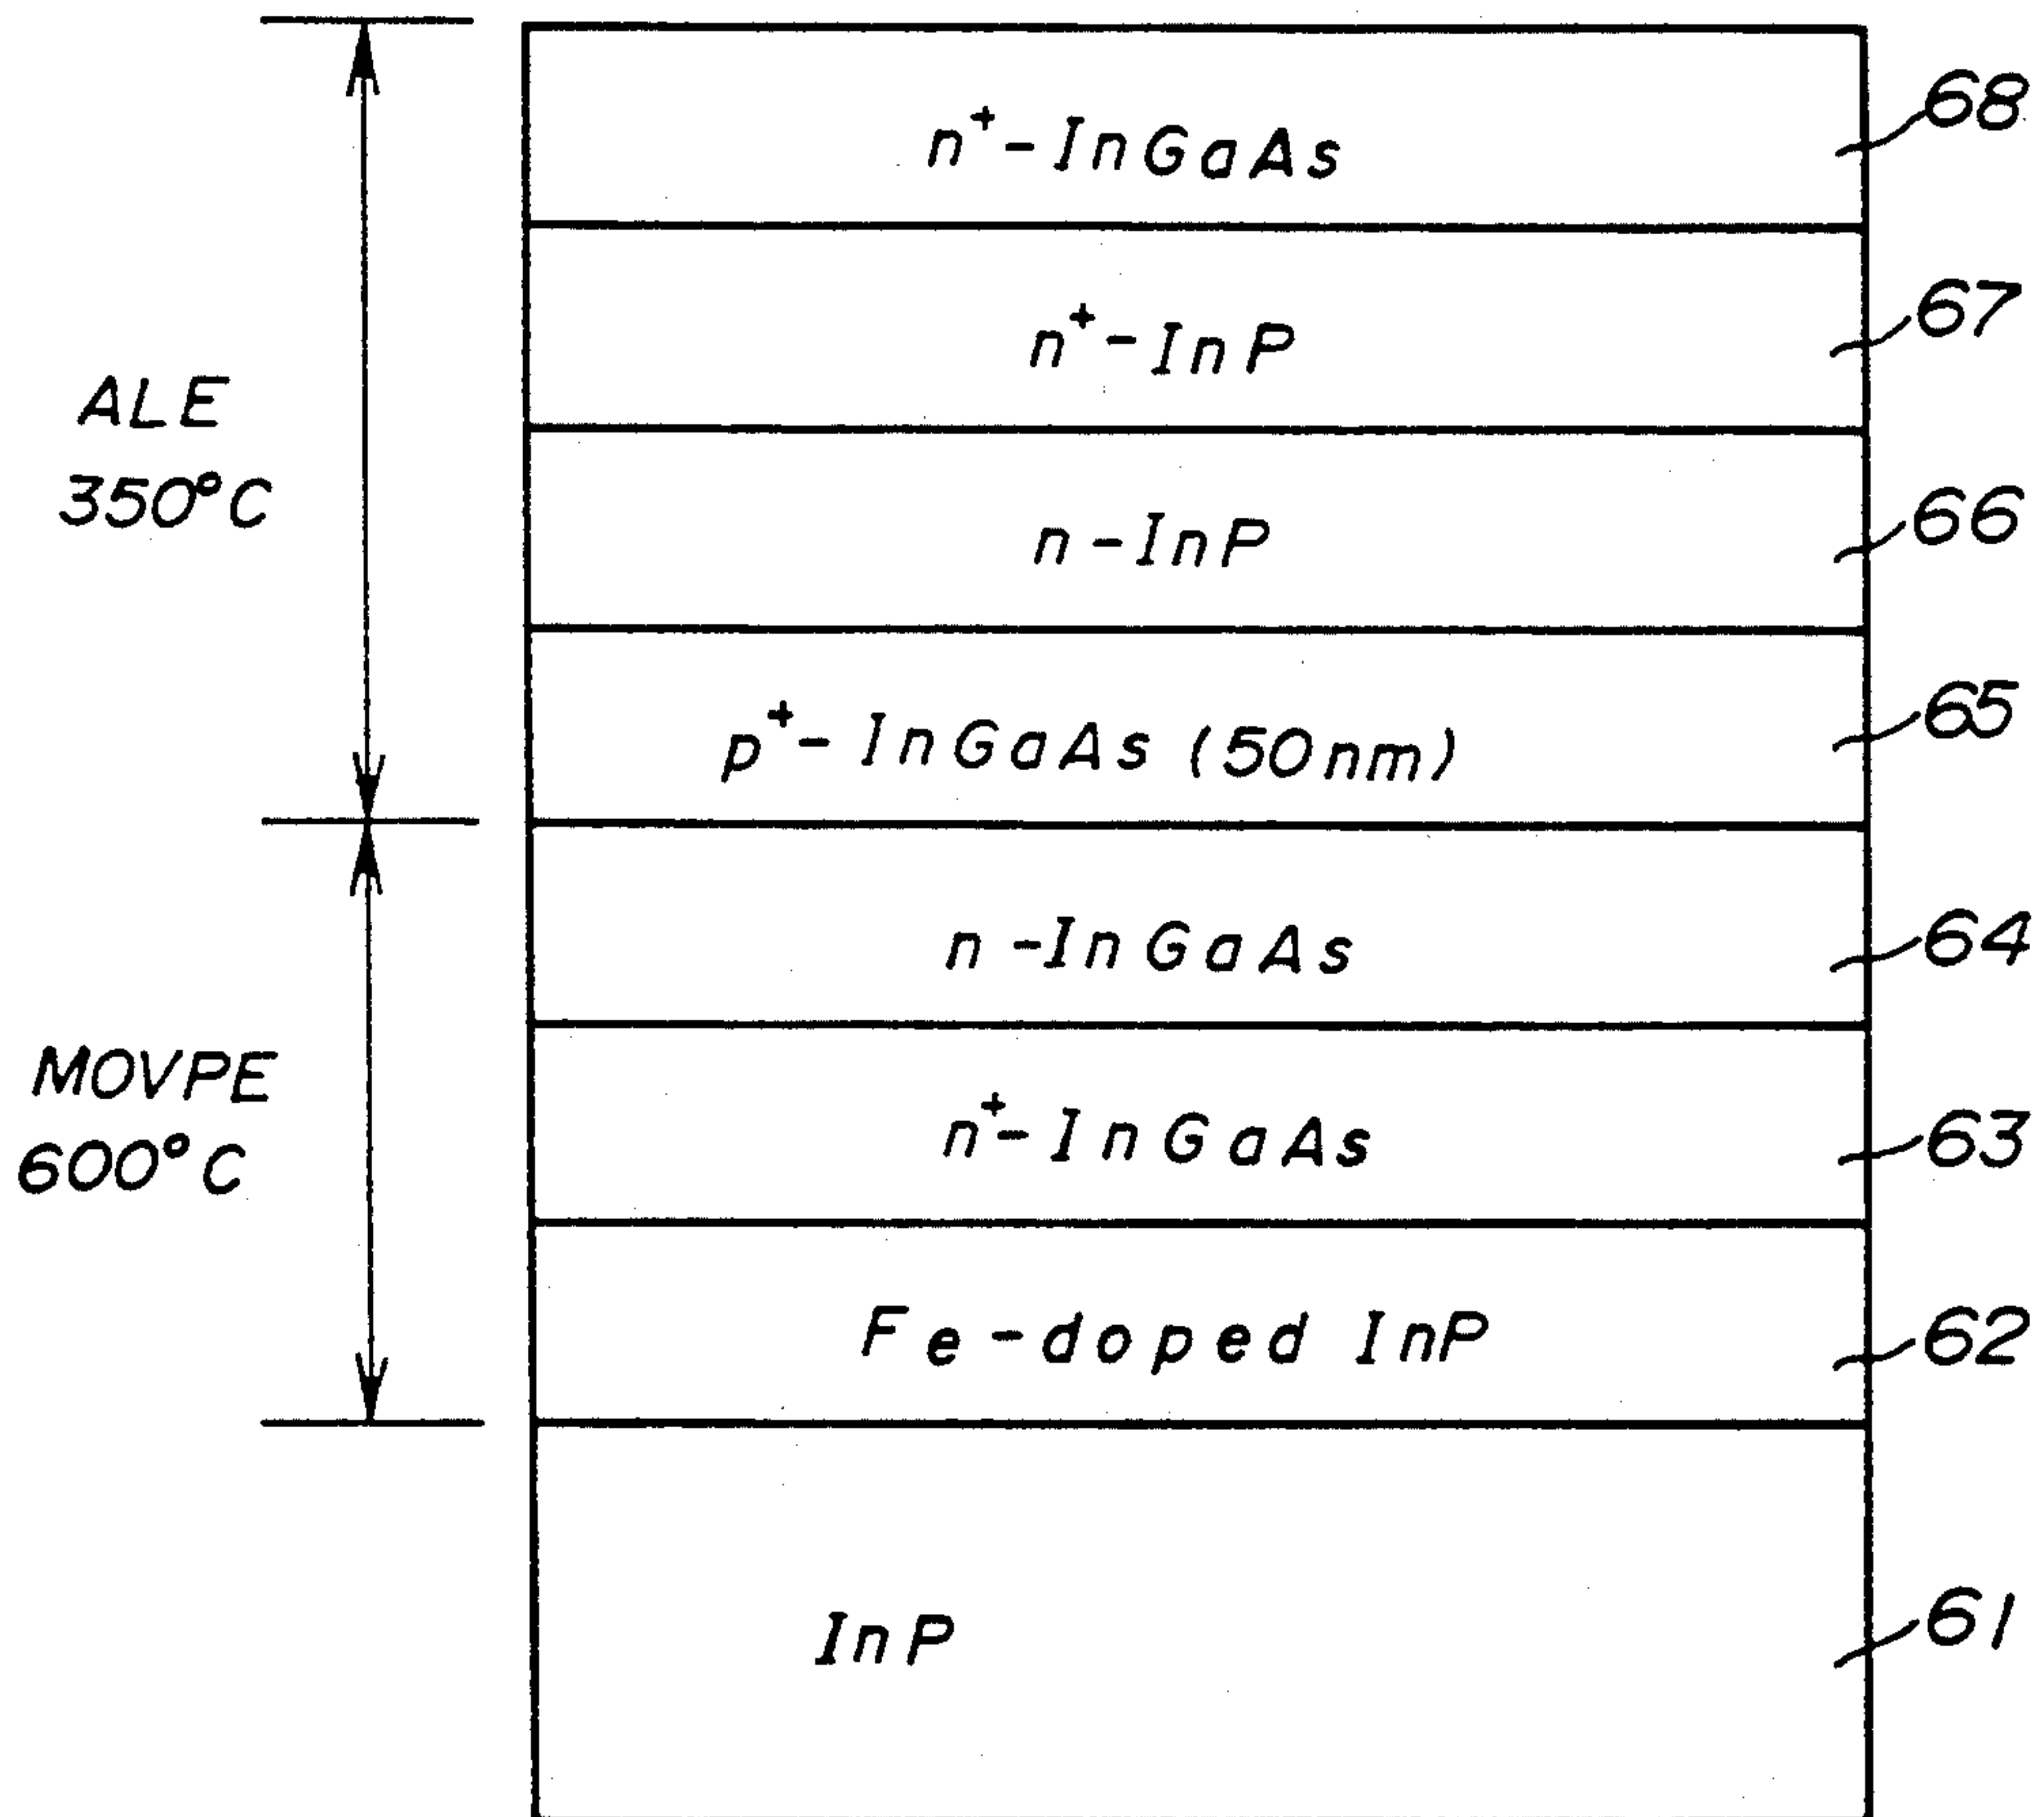 n⁺-InGaAs 68
n⁺-InP 67
ALE
350°C
n-InP 66
p⁺-InGaAs (50nm) 65
n-InGaAs 64
MOVPE
600°C
n⁺-InGaAs 63
Fe-doped InP 62
InP 61